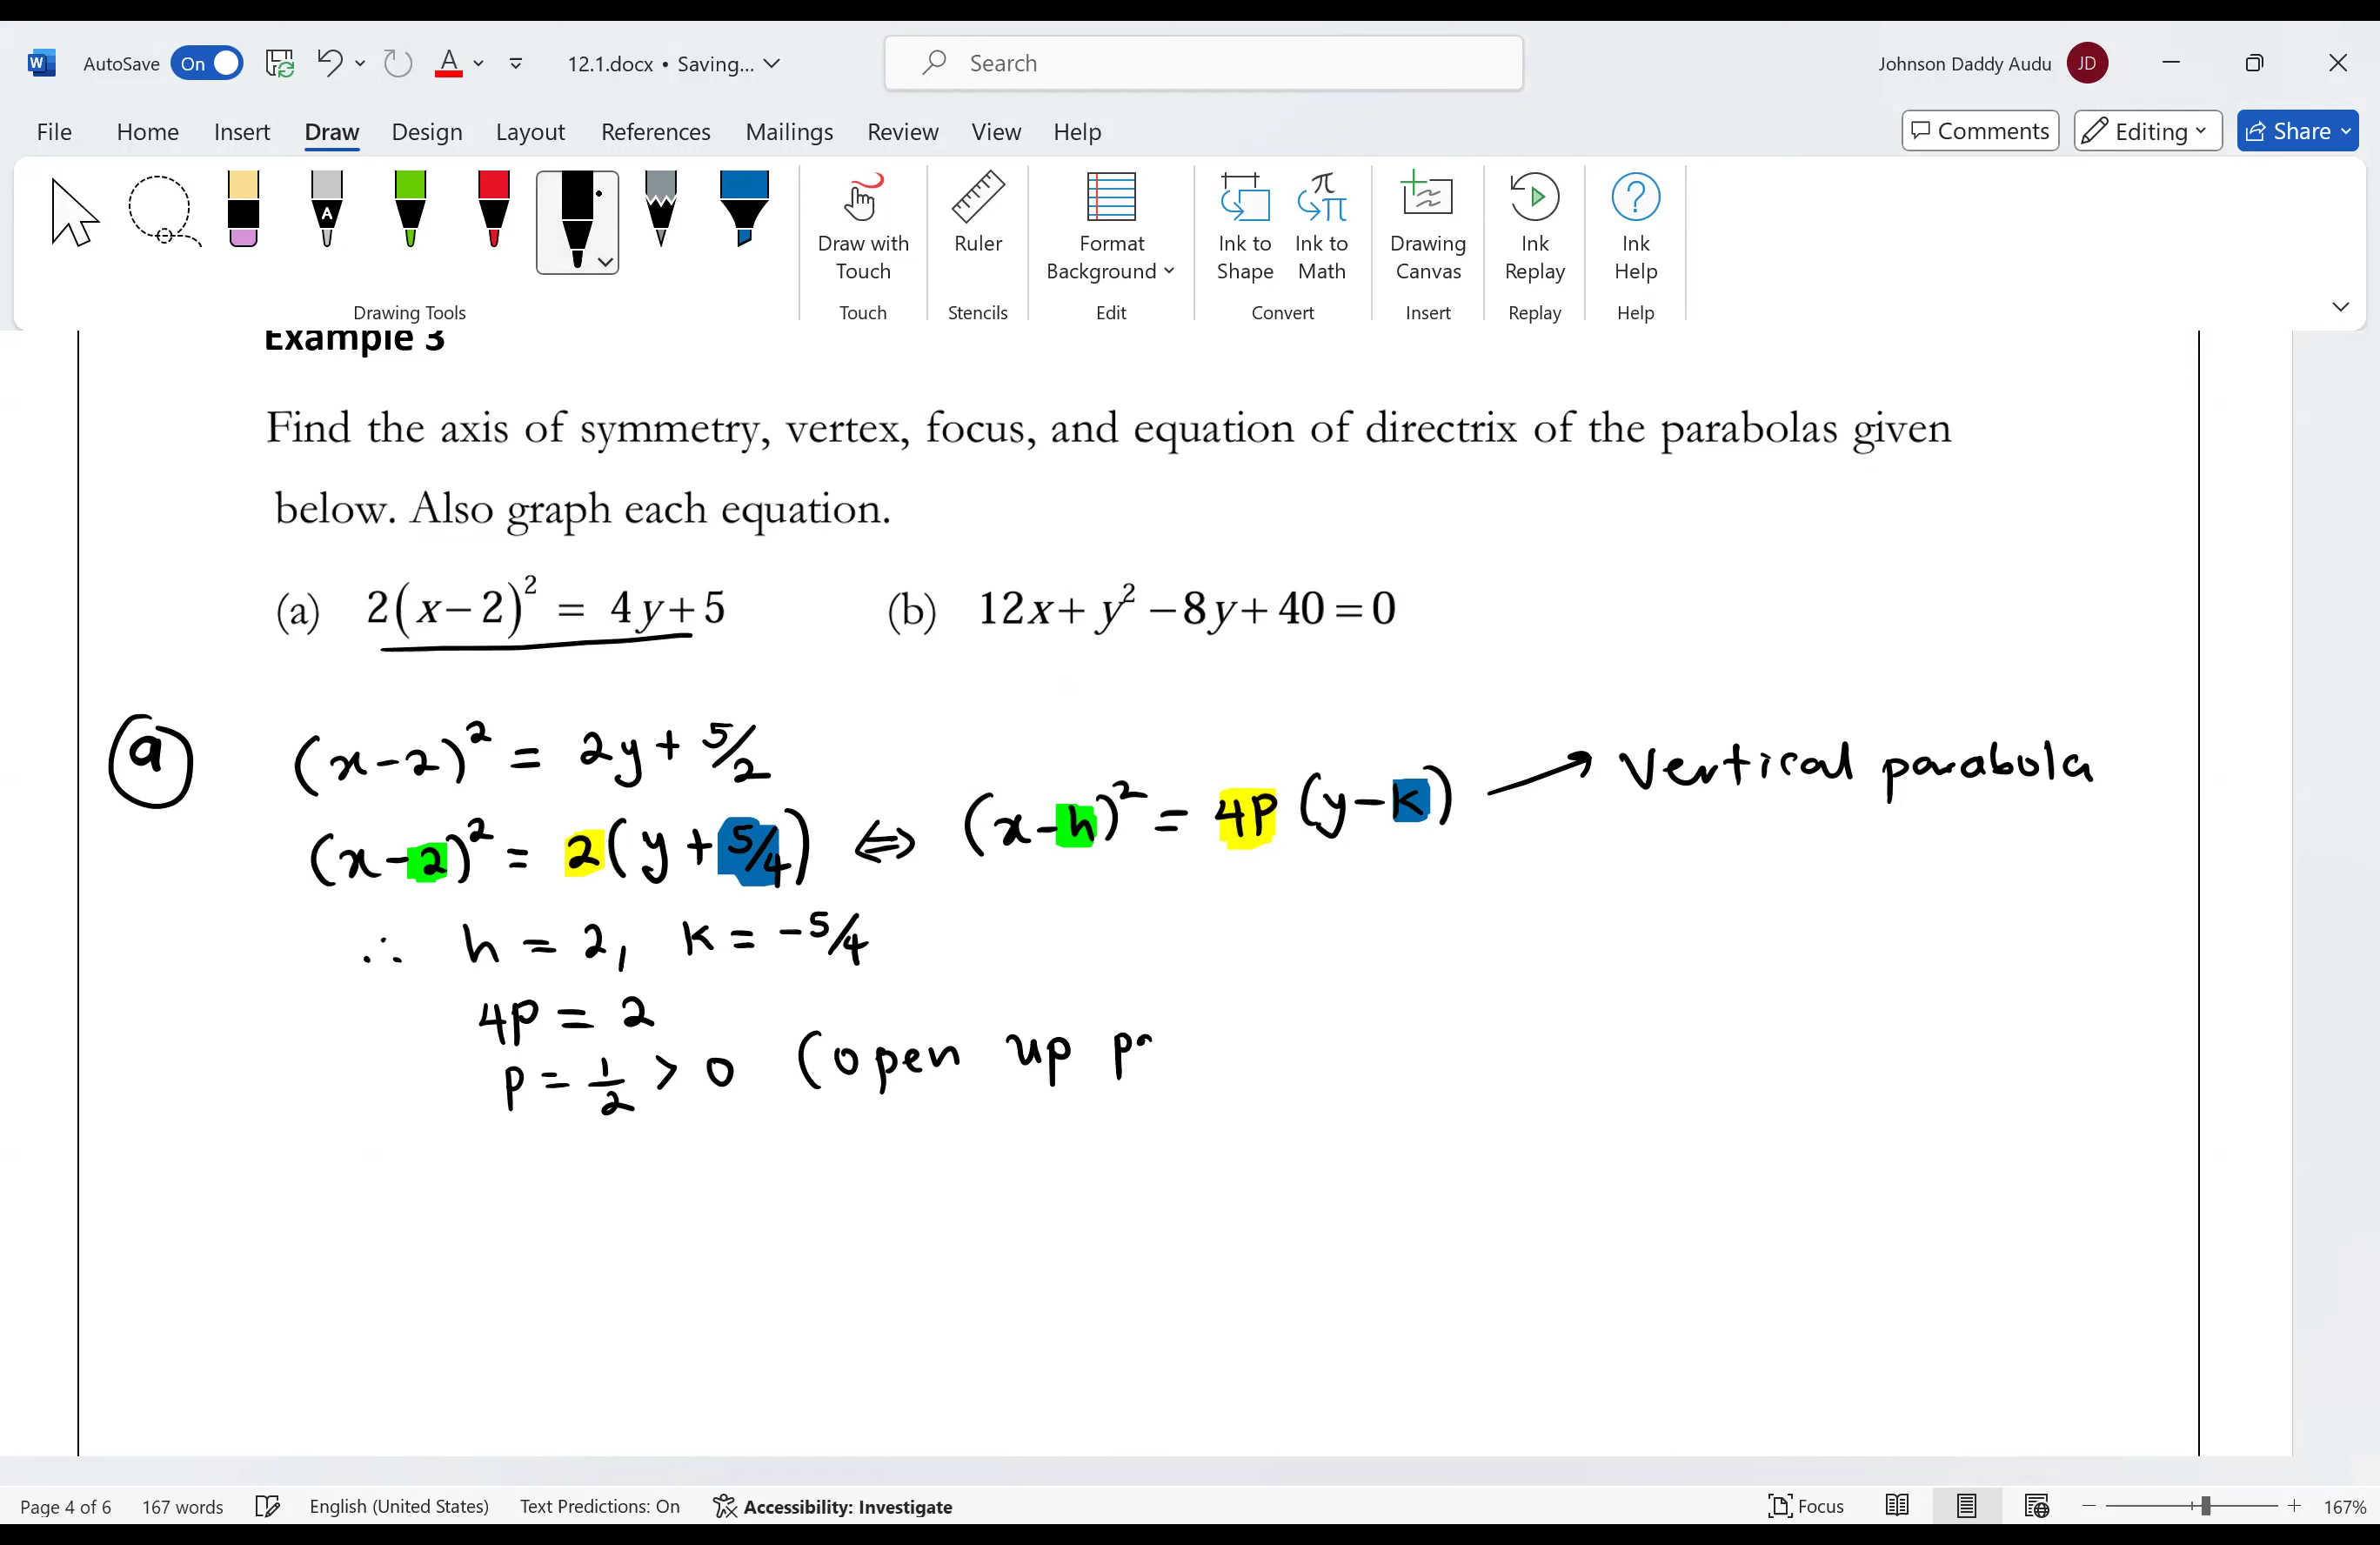 AutoSave On 12.1.docx • Saving... Search Johnson Daddy Audu JD
File Home Insert Draw Design Layout References Mailings Review View Help Comments Editing Share
A
Draw with Touch Ruler Format Background Ink to Shape Ink to Math Drawing Canvas Ink Replay Ink Help
Drawing Tools Touch Stencils Edit Convert Insert Replay Help
Example 3
Find the axis of symmetry, vertex, focus, and equation of directrix of the parabolas given
below. Also graph each equation.
(a) 2(x−2)² = 4y+5 (b) 12x+y²−8y+40=0
a (x-2)² = 2y + 5/2
(x-2)² = 2(y + 5/4) ⇔ (x-h)² = 4P(y-k) → Vertical parabola
∴ h = 2, k = -5/4
4P = 2
P = 1/2 > 0 (open up pa
Page 4 of 6 167 words English (United States) Text Predictions: On Accessibility: Investigate Focus 167%